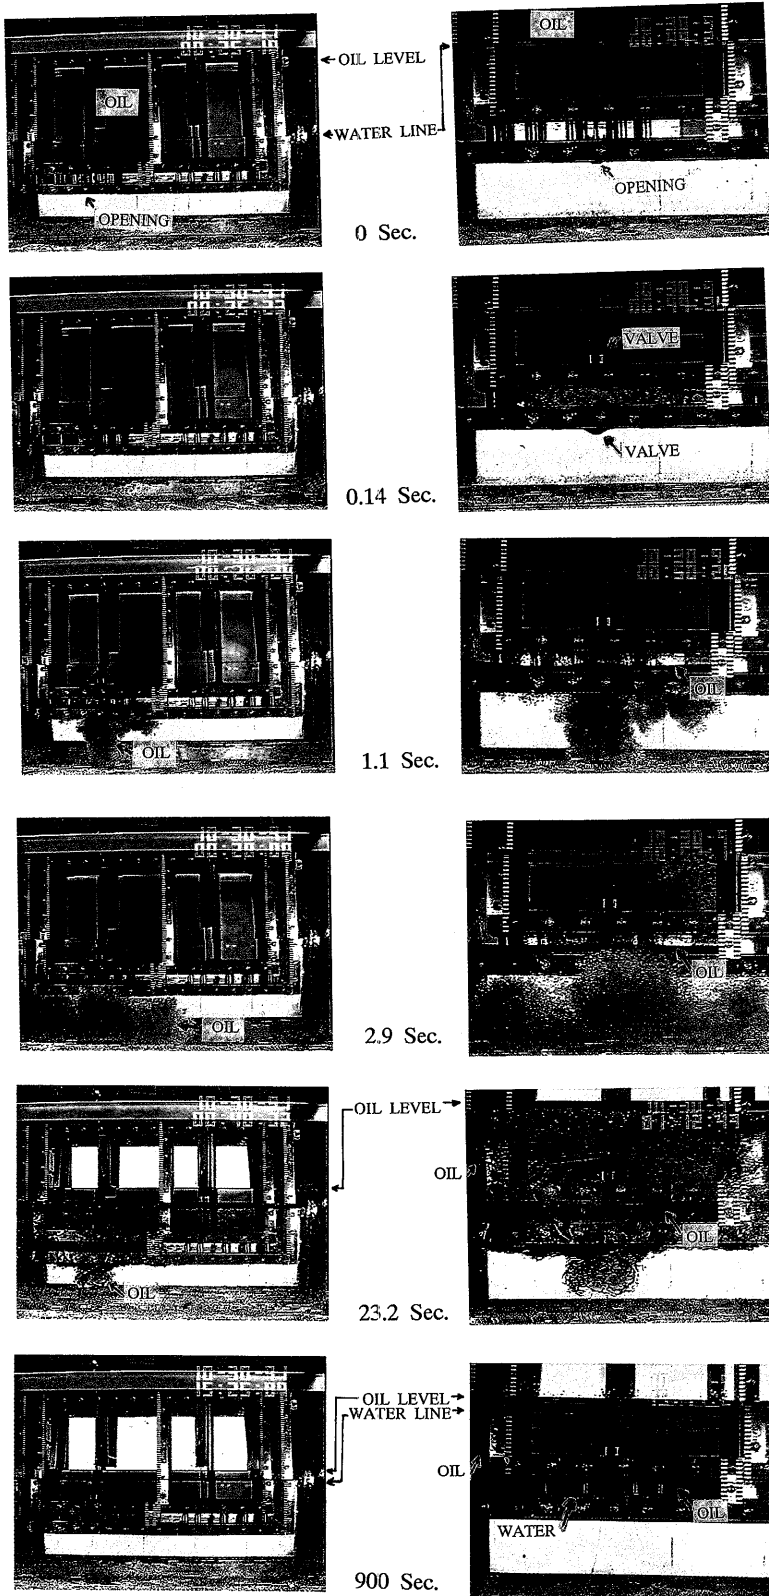 OIL
OIL
OIL LEVEL
WATER LINE
OPENING
OPENING
0 Sec.
VALVE
VALVE
0.14 Sec.
OIL
OIL
1.1 Sec.
OIL
OIL
2.9 Sec.
OIL LEVEL
OIL
OIL
OIL
23.2 Sec.
OIL LEVEL
WATER LINE
OIL
OIL
WATER
900 Sec.